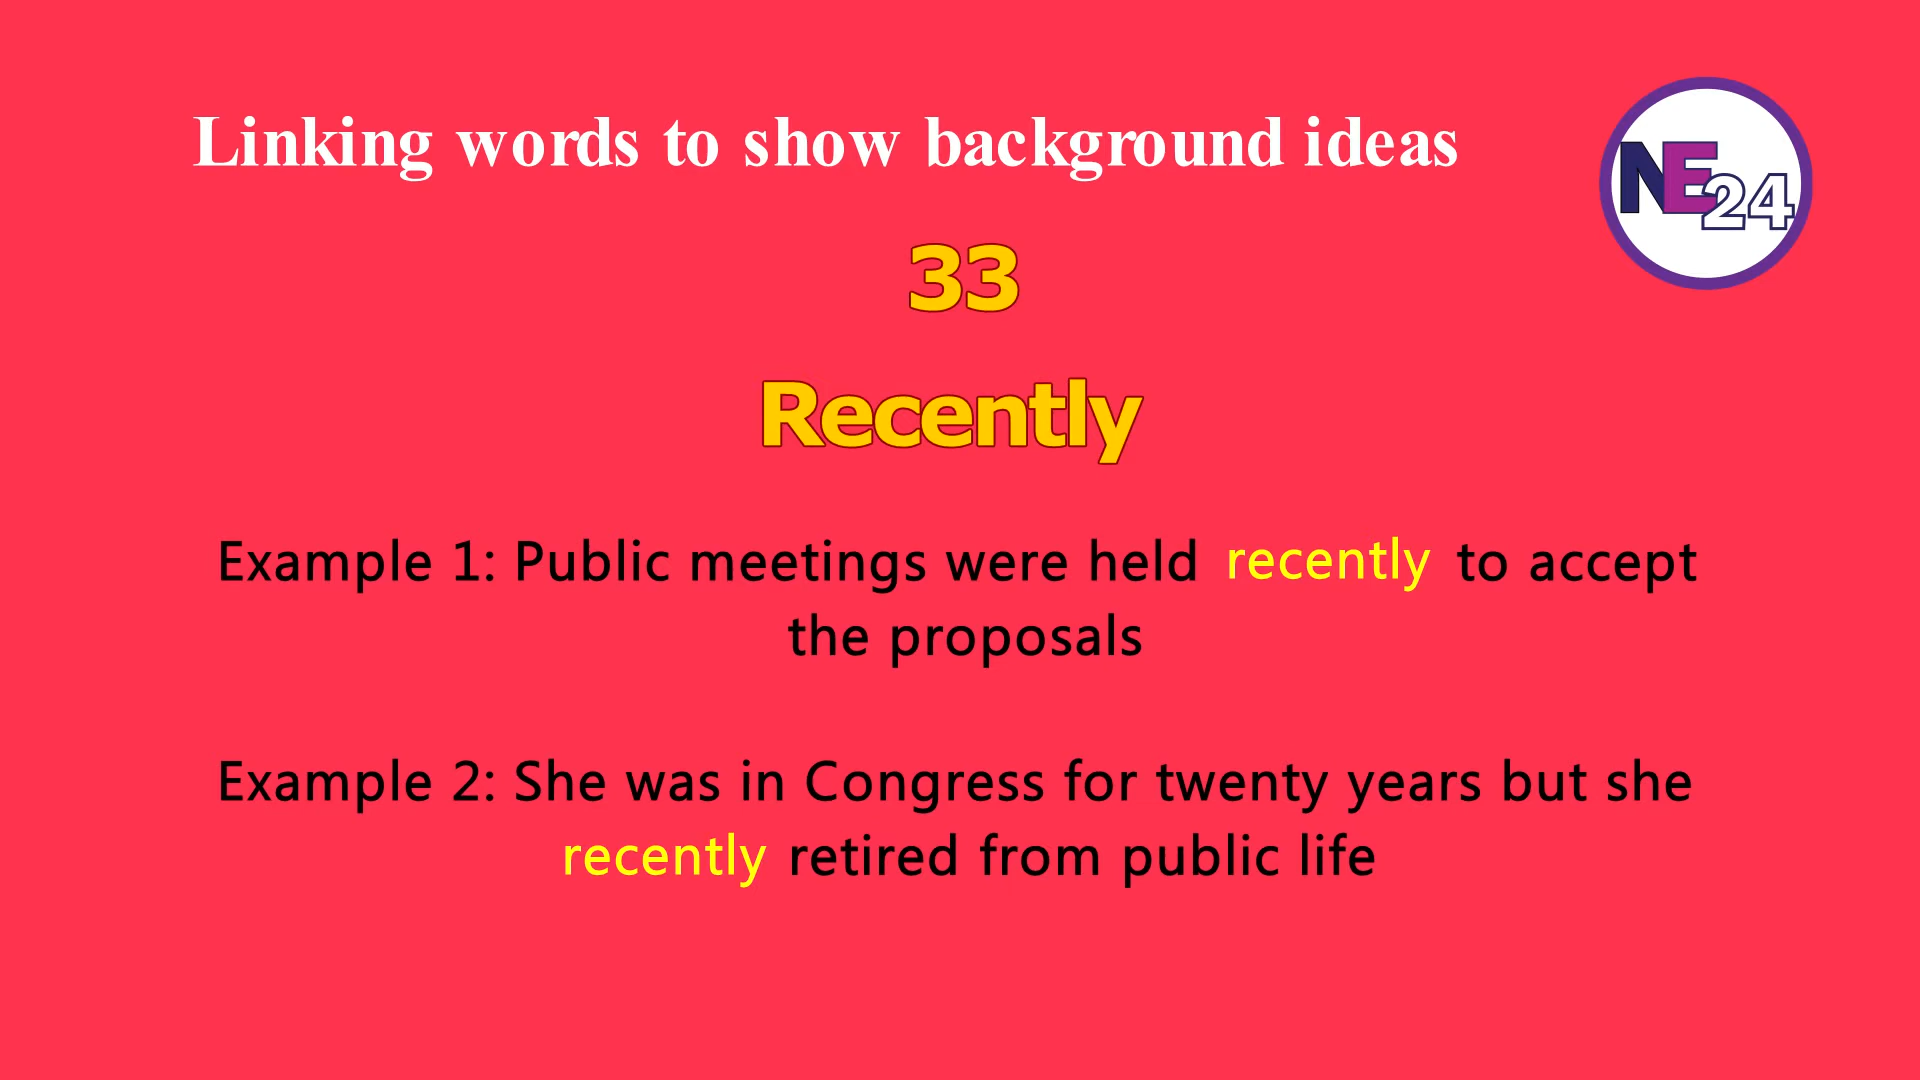 Linking words to show background ideas
NE24
33
Recently
Example 1: Public meetings were held recently to accept
the proposals
Example 2: She was in Congress for twenty years but she
recently retired from public life